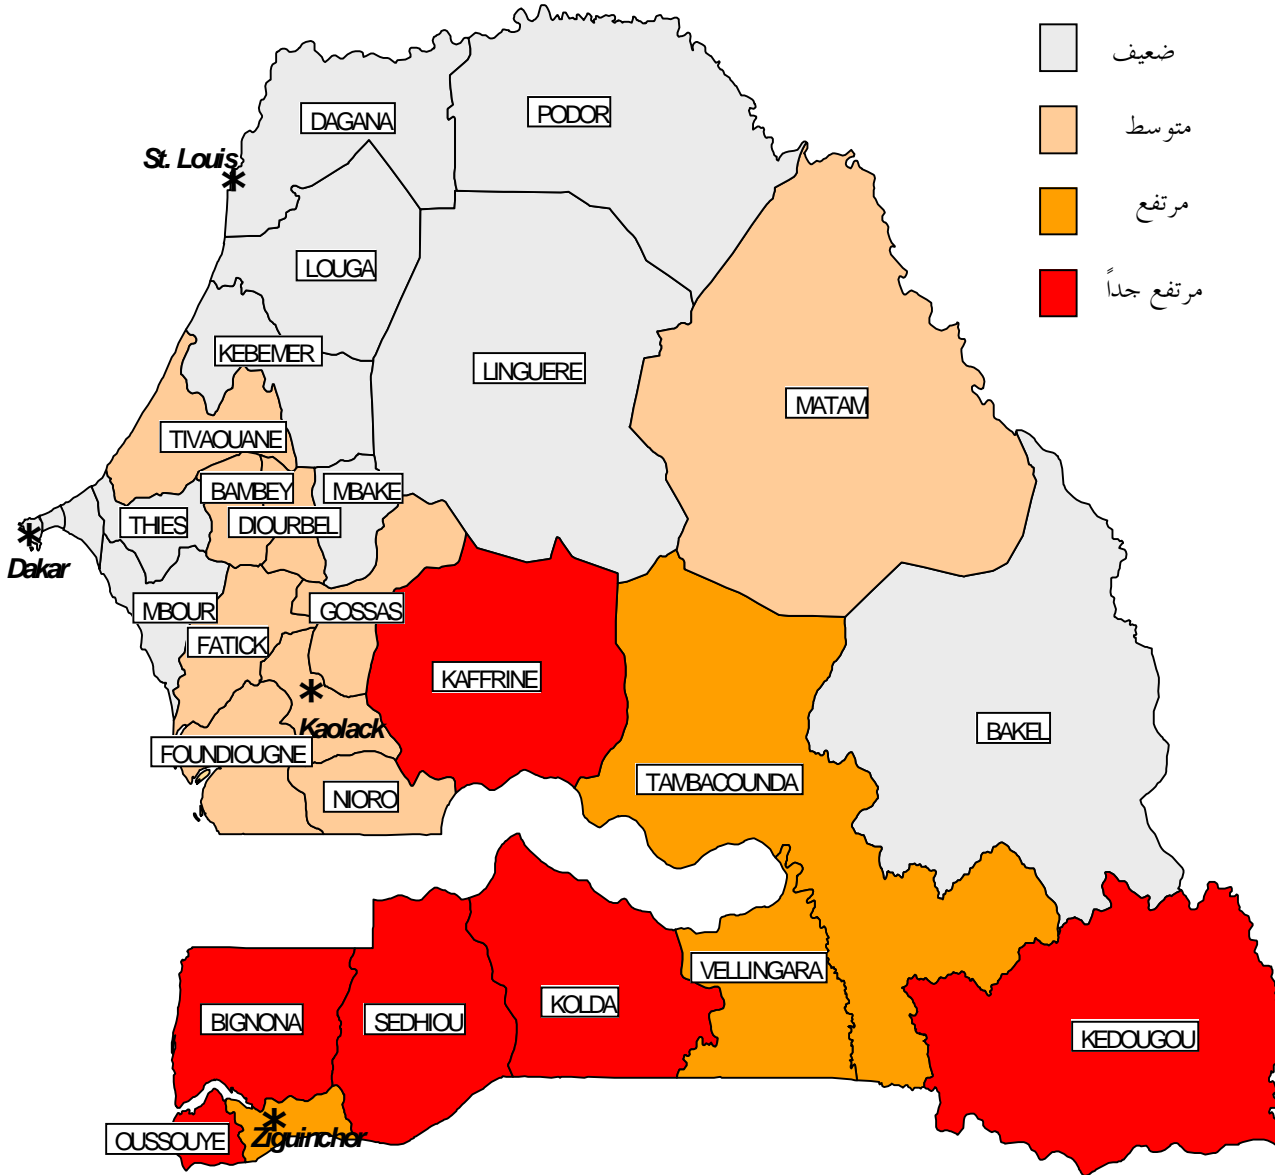 ضعيف
متوسط
مرتفع
مرتفع جداً
DAGANA
PODOR
St. Louis
LOUGA
KEBEMER
LINGUERE
MATAM
TIVAOUANE
BAMBEY
MBAKE
THIES
DIOURBEL
Dakar
MBOUR
GOSSAS
FATICK
KAFFRINE
Kaolack
BAKEL
FOUNDIOUGNE
TAMBACOUNDA
NIORO
VELLINGARA
KOLDA
BIGNONA
SEDHIOU
KEDOUGOU
OUSSOUYE
Ziguinchor